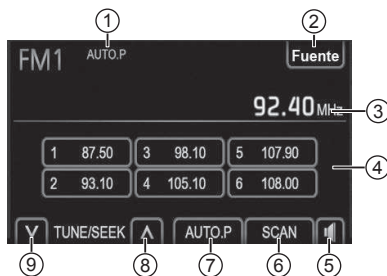 ① ②
FM1 AUTO.P Fuente
92.40 MHz ③
1 87.50 3 98.10 5 107.90
④
2 93.10 4 105.10 6 108.00
TUNE/SEEK AUTO.P SCAN
⑨ ⑧ ⑦ ⑥ ⑤